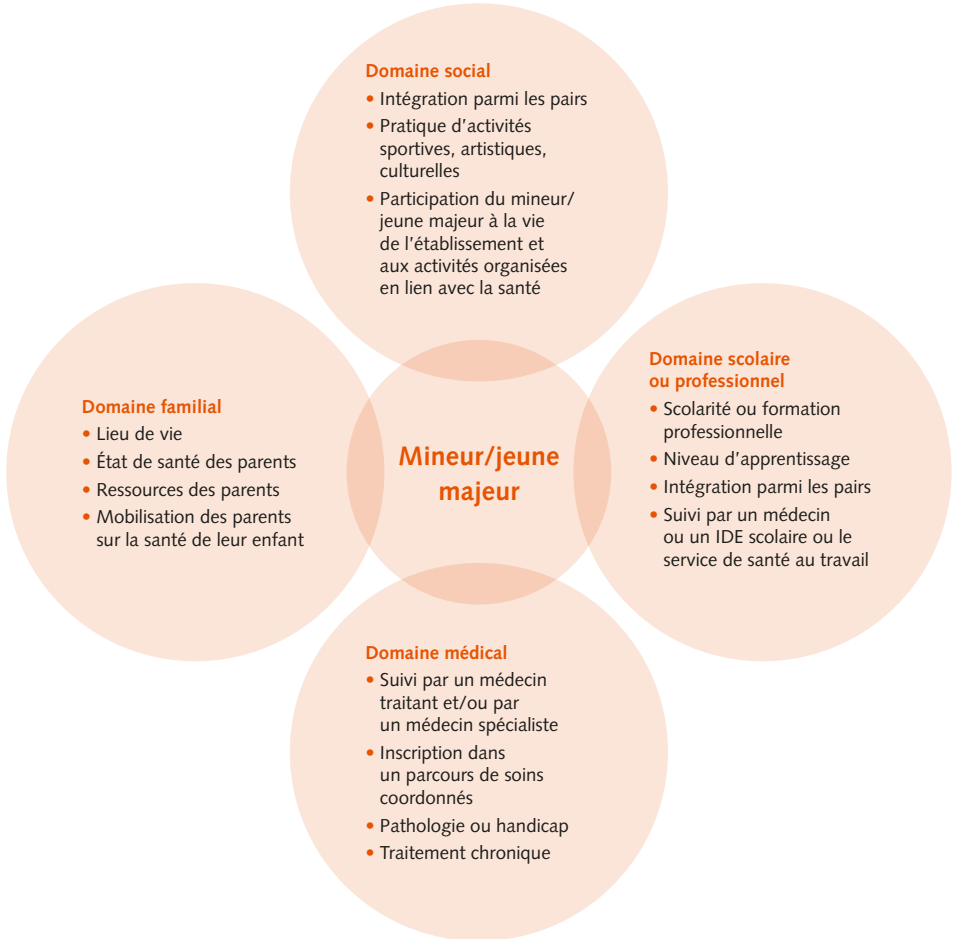 Domaine social
• Intégration parmi les pairs
• Pratique d'activités
sportives, artistiques,
culturelles
• Participation du mineur/
jeune majeur à la vie
de l'établissement et
aux activités organisées
en lien avec la santé
Domaine familial
• Lieu de vie
• État de santé des parents
• Ressources des parents
• Mobilisation des parents
sur la santé de leur enfant
Mineur/jeune
majeur
Domaine scolaire
ou professionnel
• Scolarité ou formation
professionnelle
• Niveau d'apprentissage
• Intégration parmi les pairs
• Suivi par un médecin
ou un IDE scolaire ou le
service de santé au travail
Domaine médical
• Suivi par un médecin
traitant et/ou par
un médecin spécialiste
• Inscription dans
un parcours de soins
coordonnés
• Pathologie ou handicap
• Traitement chronique